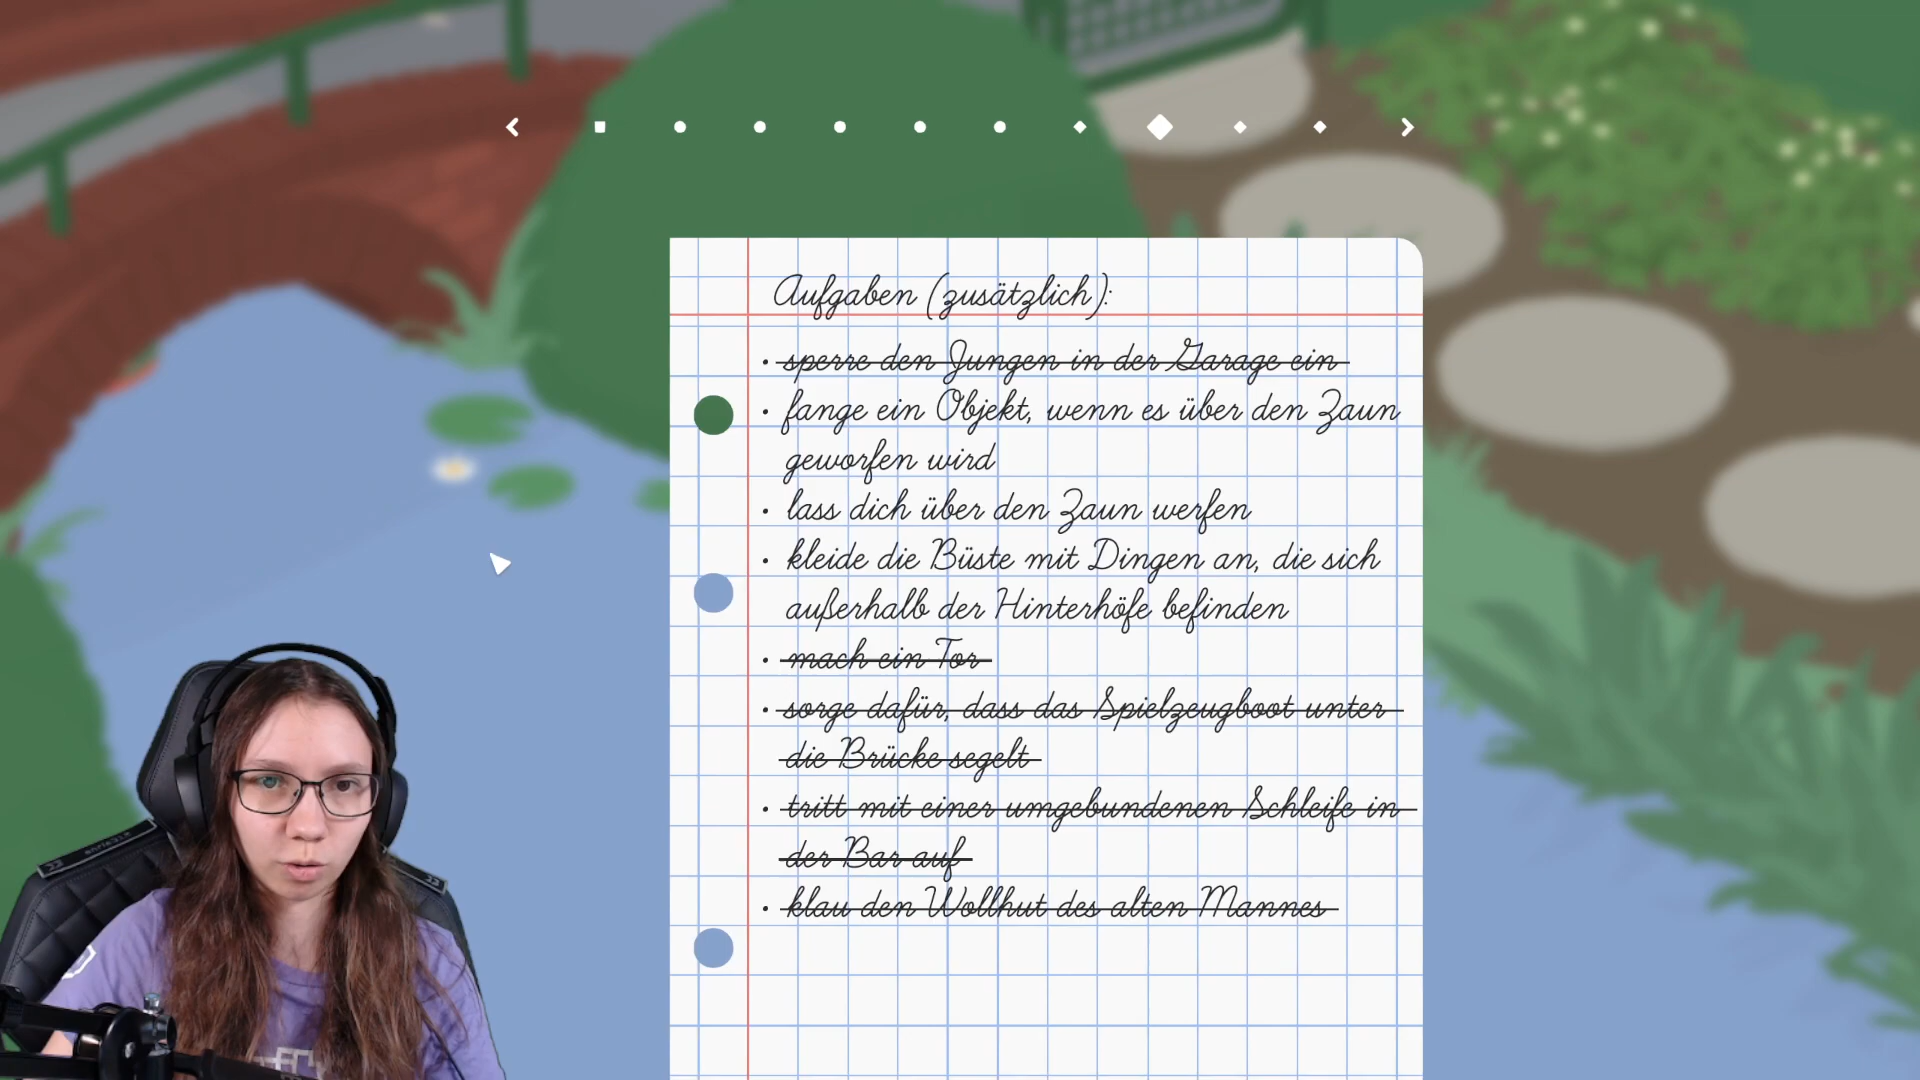 Aufgaben (zusätzlich):
• sperre den Jungen in der Garage ein
• fange ein Objekt, wenn es über den Zaun
geworfen wird
• lass dich über den Zaun werfen
• kleide die Büste mit Dingen an, die sich
außerhalb der Hinterhöfe befinden
• mach ein Tor
• sorge dafür, dass das Spielzeugboot unter
die Brücke segelt
• tritt mit einer umgebundenen Schleife in
der Bar auf
• klau den Wollhut des alten Mannes